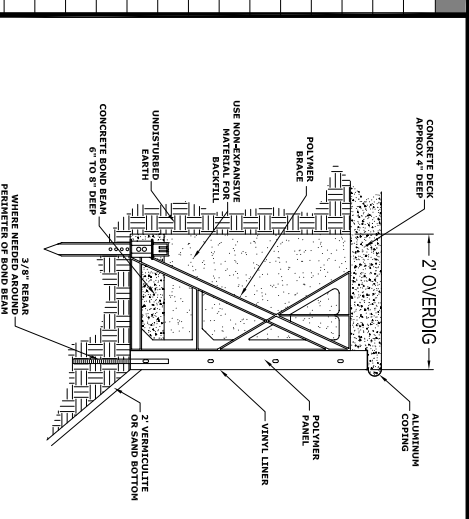 CONCRETE DECK
APPROX 4" DEEP
2' OVERDIG
ALUMINUM
COPING
POLYMER
BRACE
POLYMER
PANEL
USE NON-EXPANSIVE
MATERIAL FOR
BACKFILL
VINYL LINER
UNDISTURBED
EARTH
CONCRETE BOND BEAM
6" TO 8" DEEP
2' VERMICULITE
OR SAND BOTTOM
3/8" REBAR
WHERE NEEDED AROUND
PERIMETER OF BOND BEAM